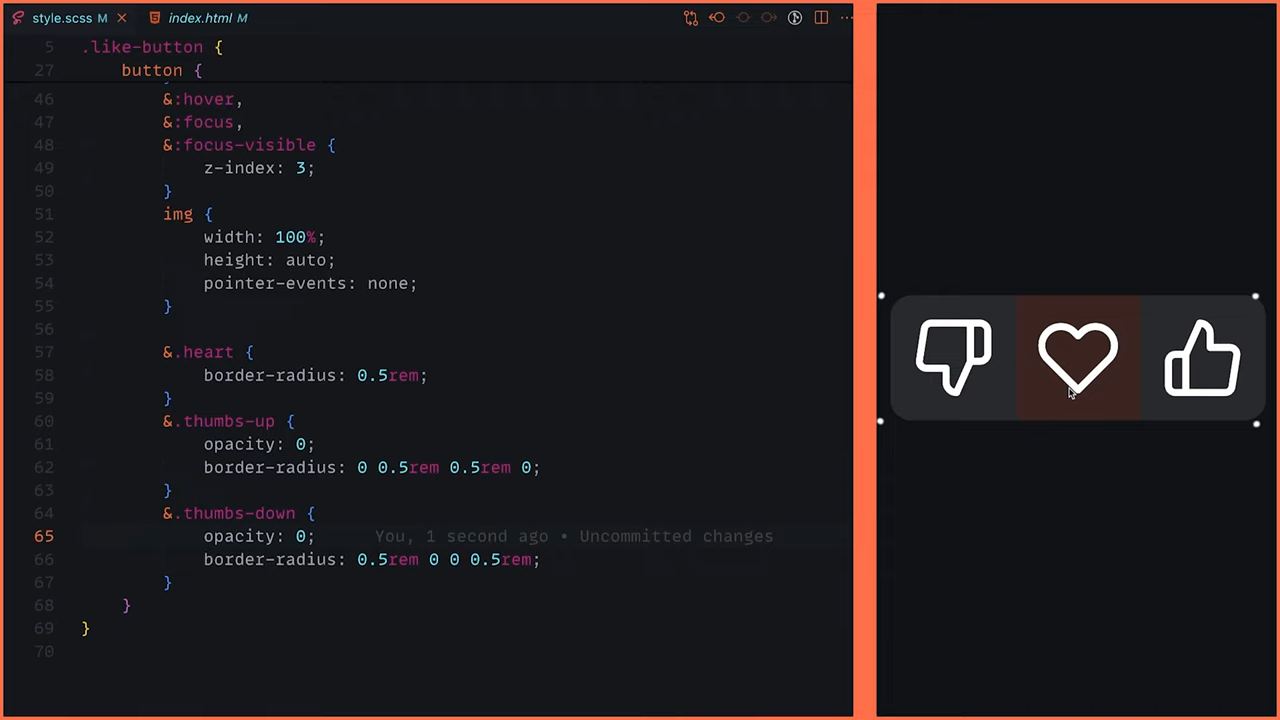 style.scss M
index.html M
5 .like-button {
27 button {
46 &:hover,
47 &:focus,
48 &:focus-visible {
49 z-index: 3;
50 }
51 img {
52 width: 100%;
53 height: auto;
54 pointer-events: none;
55 }
56
57 &.heart {
58 border-radius: 0.5rem;
59 }
60 &.thumbs-up {
61 opacity: 0;
62 border-radius: 0 0.5rem 0.5rem 0;
63 }
64 &.thumbs-down {
65 opacity: 0; You, 1 second ago • Uncommitted changes
66 border-radius: 0.5rem 0 0 0.5rem;
67 }
68 }
69 }
70